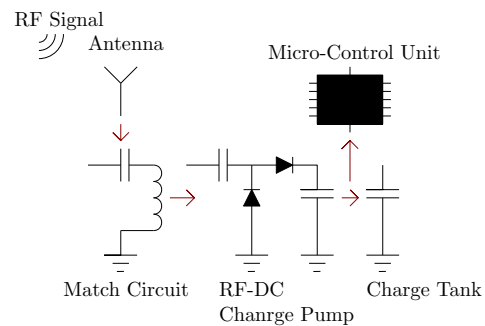 RF Signal
Antenna
Micro-Control Unit
Match Circuit
RF-DC
Chanrge Pump
Charge Tank